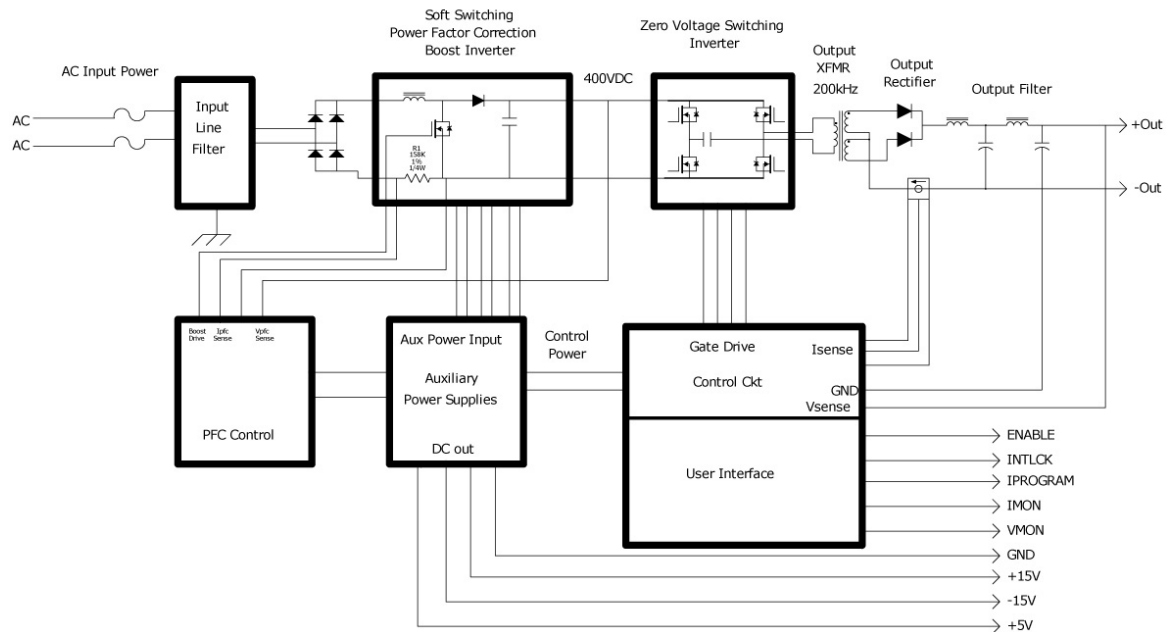 Soft Switching
Power Factor Correction
Boost Inverter
Zero Voltage Switching
Inverter
Output
XFMR
200kHz
Output
Rectifier
Output Filter
AC Input Power
400VDC
Input
Line
Filter
AC
AC
R1
158K
1%
1/4W
+Out
-Out
Boost
Drive
Ipfc
Sense
Vpfc
Sense
PFC Control
Aux Power Input
Auxiliary
Power Supplies
DC out
Control
Power
Gate Drive
Control Ckt
Isense
GND
Vsense
User Interface
ENABLE
INTLCK
IPROGRAM
IMON
VMON
GND
+15V
-15V
+5V